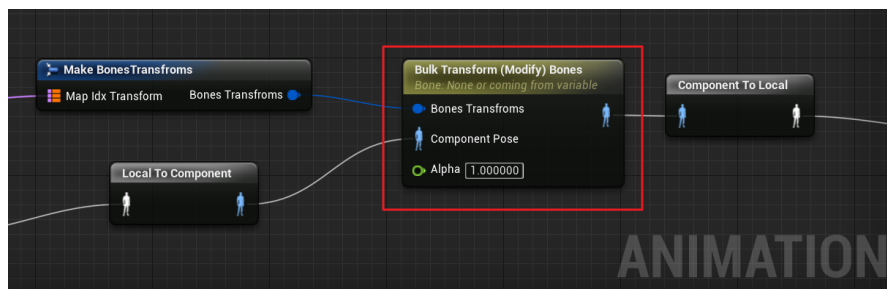 Make BonesTransfroms
Map Idx Transform
Bones Transfroms
Bulk Transform (Modify) Bones
Bone: None or coming from variable
Bones Transfroms
Component Pose
Alpha 1.000000
Component To Local
Local To Component
ANIMATION